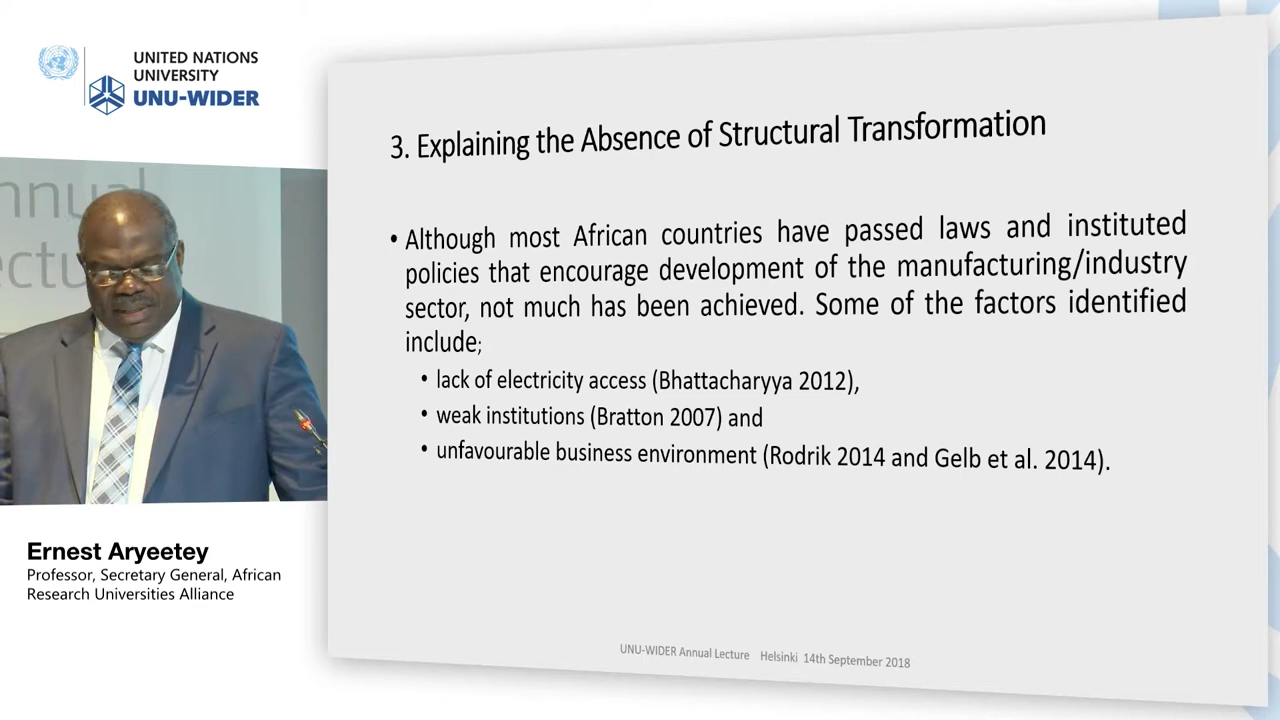 UNITED NATIONS
UNIVERSITY
UNU-WIDER
nnual
ectu
Ernest Aryeetey
Professor, Secretary General, African
Research Universities Alliance
3. Explaining the Absence of Structural Transformation
• Although most African countries have passed laws and instituted
policies that encourage development of the manufacturing/industry
sector, not much has been achieved. Some of the factors identified
include;
• lack of electricity access (Bhattacharyya 2012),
• weak institutions (Bratton 2007) and
• unfavourable business environment (Rodrik 2014 and Gelb et al. 2014).
UNU-WIDER Annual Lecture Helsinki 14th September 2018